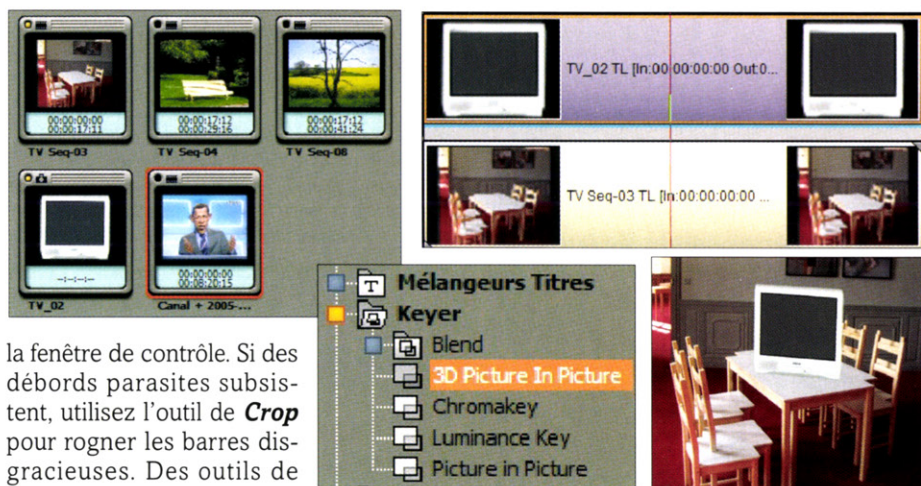 00:00:00:00
00:00:17:11
TV Seq-03
00:00:17:12
00:00:29:16
TV Seq-04
00:00:17:12
00:00:41:24
TV Seq-08
--:--:--
TV_02
00:00:00:00
00:08:20:15
Canal + 2005-...
TV_02 TL [In:00:00:00:00 Out:0...
TV Seq-03 TL [In:00:00:00:00 ...
Mélangeurs Titres
Keyer
Blend
3D Picture In Picture
Chromakey
Luminance Key
Picture in Picture
la fenêtre de contrôle. Si des
débords parasites subsis-
tent, utilisez l'outil de Crop
pour rogner les barres dis-
gracieuses. Des outils de